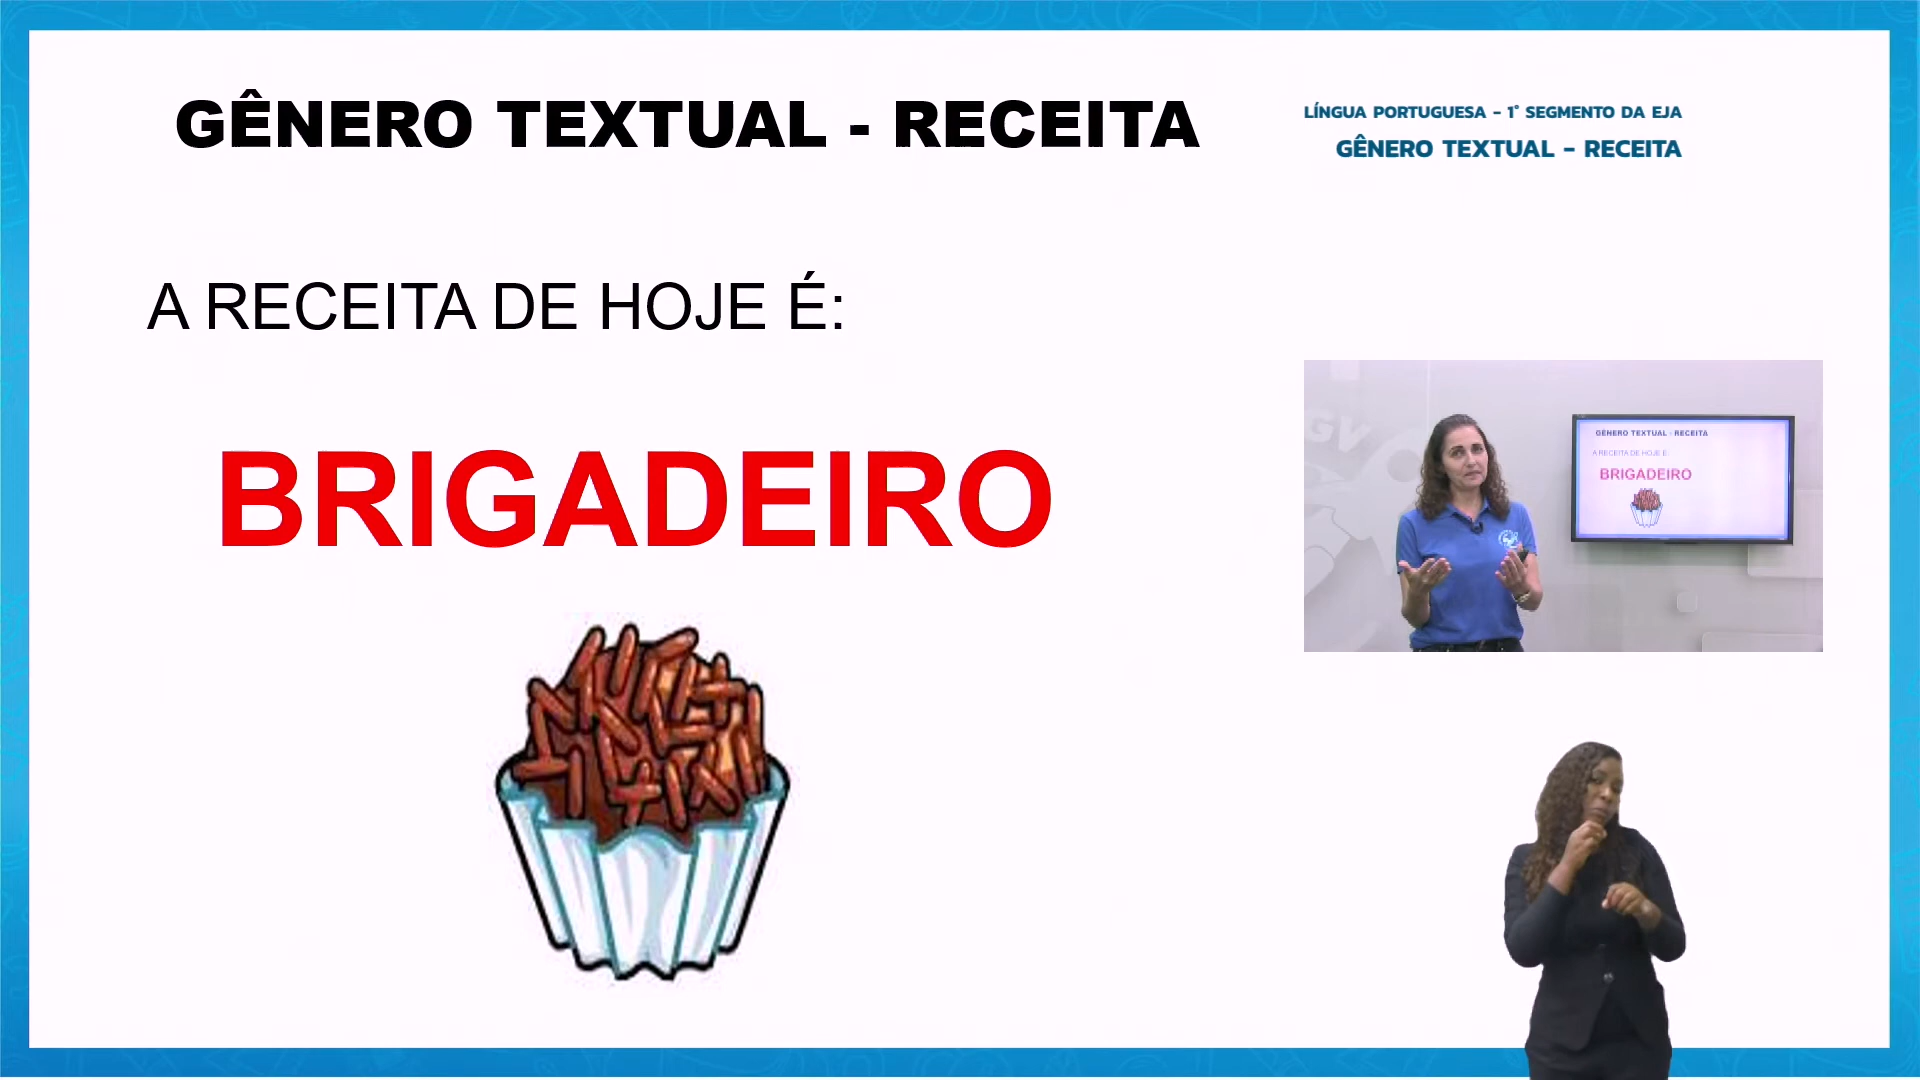 GÊNERO TEXTUAL - RECEITA
LÍNGUA PORTUGUESA - 1° SEGMENTO DA EJA
GÊNERO TEXTUAL - RECEITA
A RECEITA DE HOJE É:
BRIGADEIRO
GV
GÊNERO TEXTUAL - RECEITA
A RECEITA DE HOJE É:
BRIGADEIRO